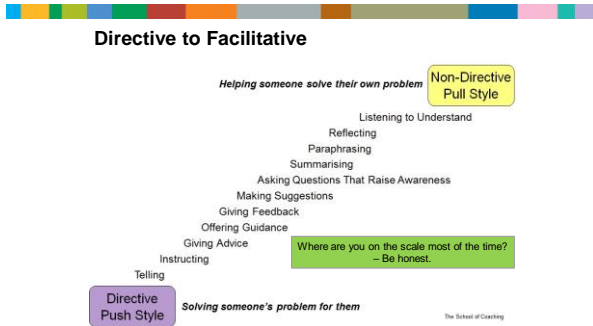 Directive to Facilitative
Helping someone solve their own problem
Non-Directive
Pull Style
Listening to Understand
Reflecting
Paraphrasing
Summarising
Asking Questions That Raise Awareness
Making Suggestions
Giving Feedback
Offering Guidance
Giving Advice
Where are you on the scale most of the time?
– Be honest.
Instructing
Telling
Directive
Push Style
Solving someone's problem for them
The School of Coaching